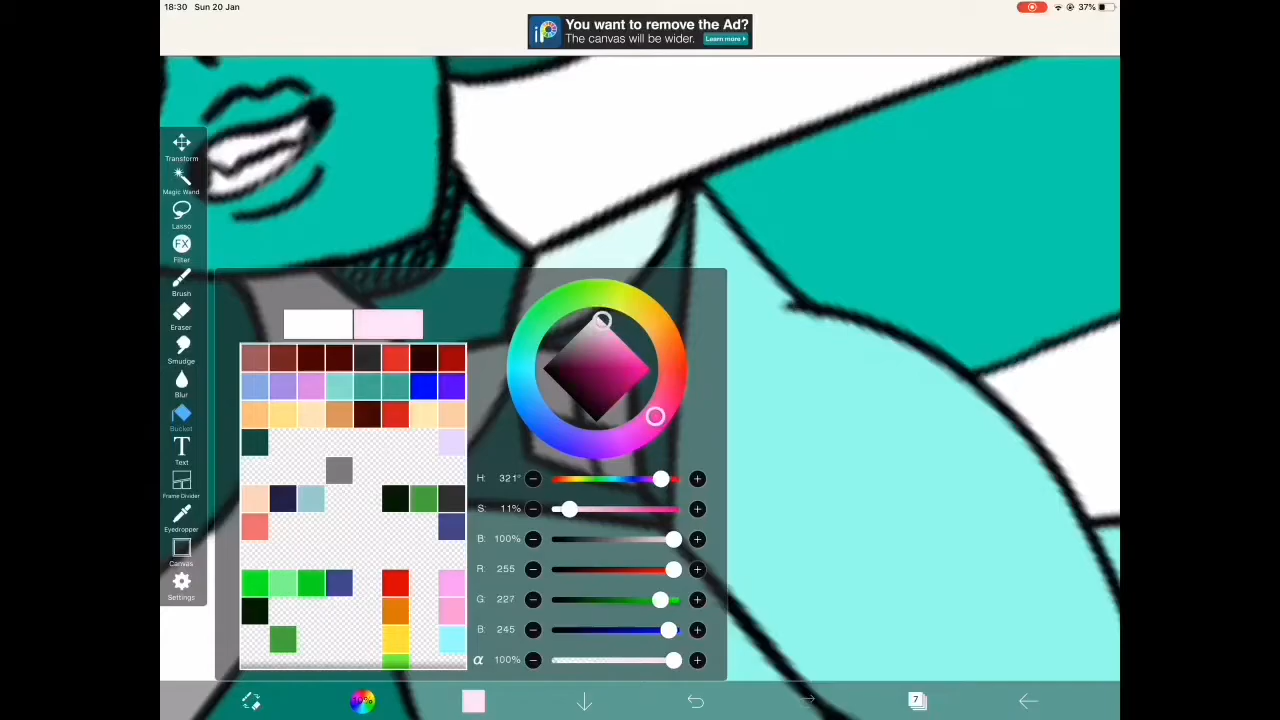 18:30 Sun 20 Jan
37%
iP
You want to remove the Ad?
The canvas will be wider. Learn more
Transform
Magic Wand
Lasso
FX
Filter
Brush
Eraser
Smudge
Blur
Bucket
T
Text
Frame Divider
Eyedropper
Canvas
Settings
H: 321°
S: 11%
B: 100%
R: 255
G: 227
B: 245
α 100%
7